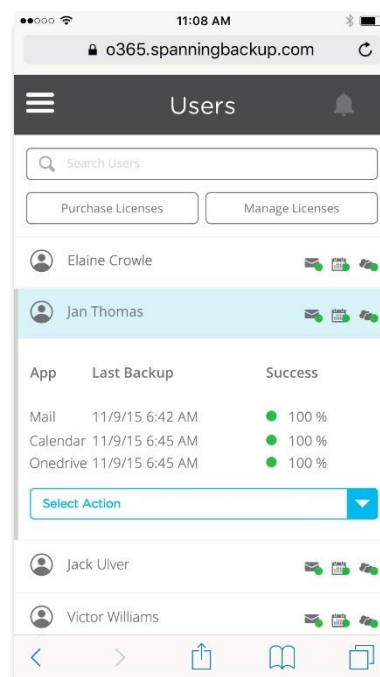 11:08 AM
o365.spanningbackup.com
Users
Search Users
Purchase Licenses Manage Licenses
Elaine Crowle
Jan Thomas
App Last Backup Success
Mail 11/9/15 6:42 AM 100 %
Calendar 11/9/15 6:45 AM 100 %
Onedrive 11/9/15 6:45 AM 100 %
Select Action
Jack Ulver
Victor Williams